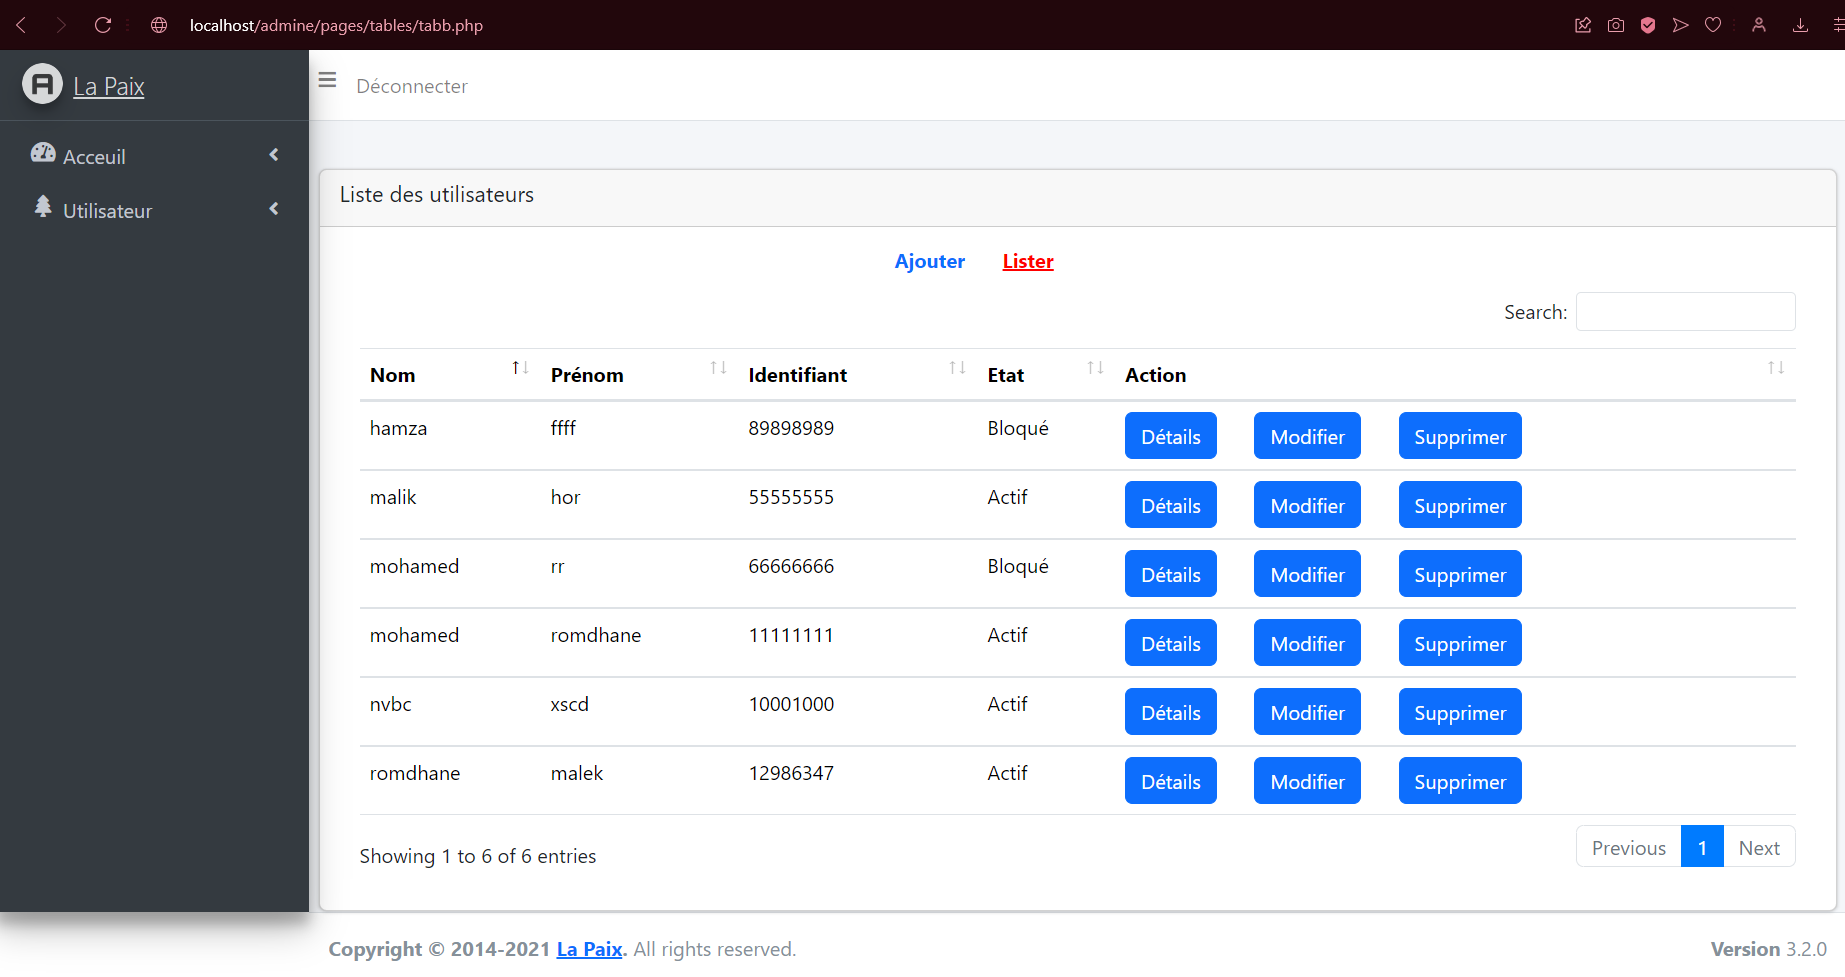 localhost/admine/pages/tables/tabb.php
La Paix
Déconnecter
Acceuil
Utilisateur
Liste des utilisateurs
Ajouter Lister
Search:
Nom Prénom Identifiant Etat Action
hamza ffff 89898989 Bloqué Détails Modifier Supprimer
malik hor 55555555 Actif Détails Modifier Supprimer
mohamed rr 66666666 Bloqué Détails Modifier Supprimer
mohamed romdhane 11111111 Actif Détails Modifier Supprimer
nvbc xscd 10001000 Actif Détails Modifier Supprimer
romdhane malek 12986347 Actif Détails Modifier Supprimer
Showing 1 to 6 of 6 entries Previous 1 Next
Copyright © 2014-2021 La Paix. All rights reserved. Version 3.2.0